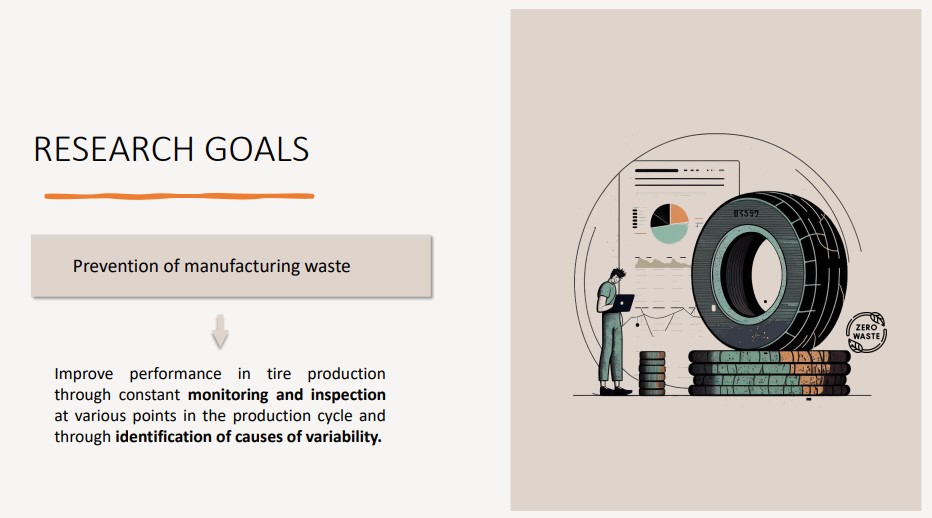 RESEARCH GOALS
Prevention of manufacturing waste
Improve performance in tire production
through constant monitoring and inspection
at various points in the production cycle and
through identification of causes of variability.
ZERO
WASTE